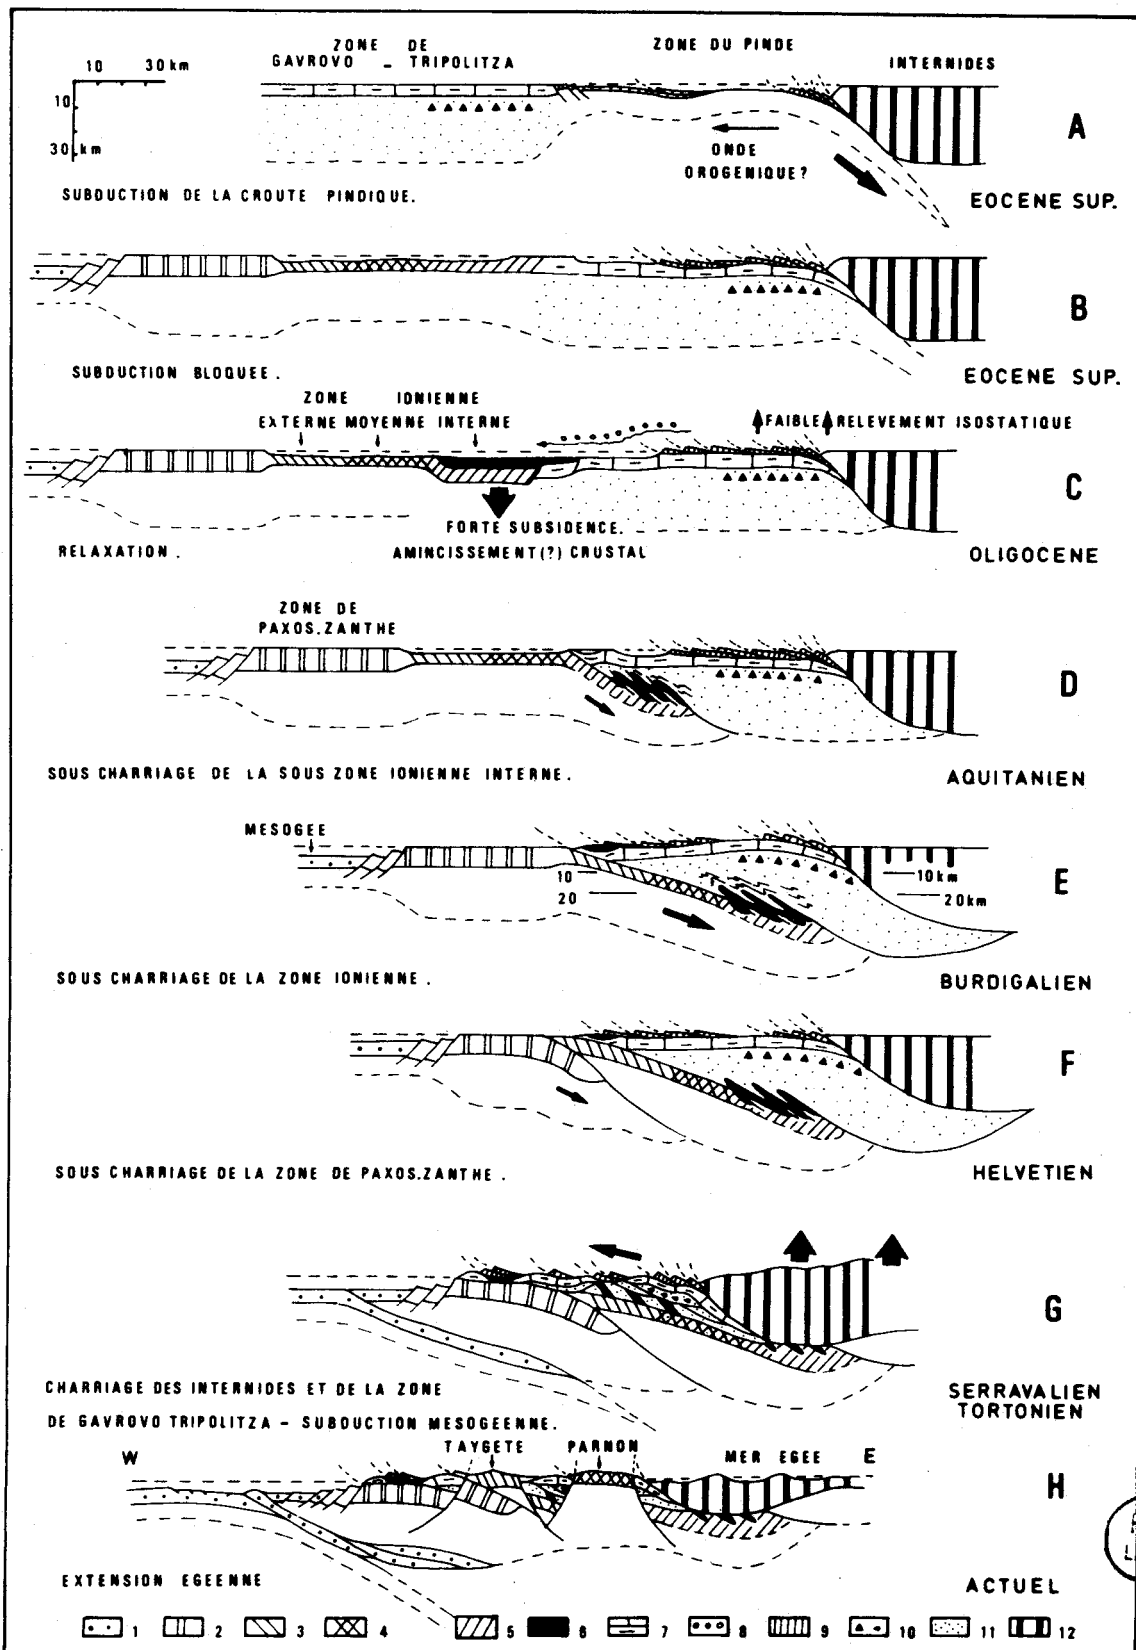 ZONE DE ZONE DU PINDE
GAVROVO _ TRIPOLITZA INTERNIDES
10 30km
10
30 km
A
ONDE
OROGENIQUE?
SUBDUCTION DE LA CROUTE PINDIQUE.
EOCENE SUP.
B
SUBDUCTION BLOQUEE.
EOCENE SUP.
ZONE IONIENNE
EXTERNE MOYENNE INTERNE
FAIBLE RELEVEMENT ISOSTATIQUE
C
FORTE SUBSIDENCE.
RELAXATION. AMINCISSEMENT(?) CRUSTAL
OLIGOCENE
ZONE DE
PAXOS.ZANTHE
D
SOUS CHARRIAGE DE LA SOUS ZONE IONIENNE INTERNE.
AQUITANIEN
MESOGEE
10 10km
20 20km
E
SOUS CHARRIAGE DE LA ZONE IONIENNE.
BURDIGALIEN
F
SOUS CHARRIAGE DE LA ZONE DE PAXOS.ZANTHE.
HELVETIEN
G
CHARRIAGE DES INTERNIDES ET DE LA ZONE
DE GAVROVO TRIPOLITZA - SUBDUCTION MESOGEENNE.
SERRAVALIEN
TORTONIEN
W TAYGETE PARNON MER EGEE E
H
EXTENSION EGEENNE
ACTUEL
1 2 3 4 5 6 7 8 9 10 11 12